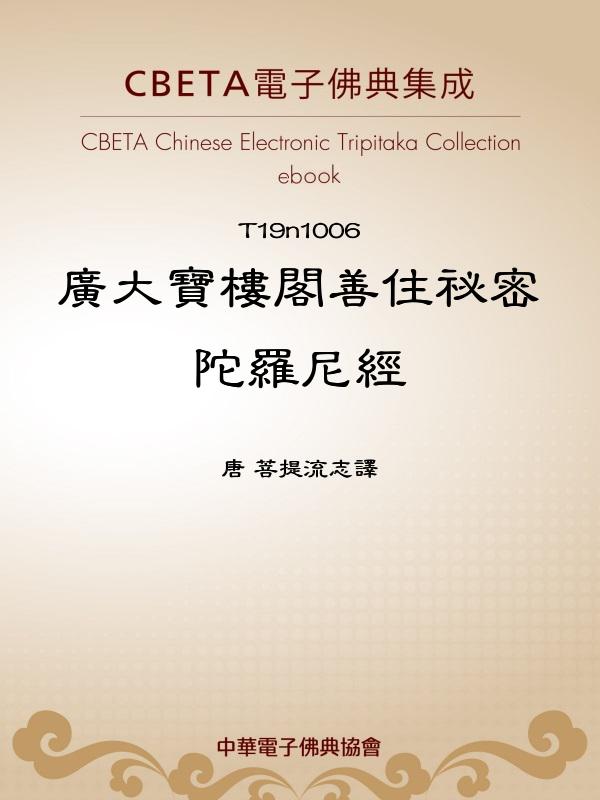 CBETA電子佛典集成
CBETA Chinese Electronic Tripitaka Collection
ebook
T19n1006
廣大寶樓閣善住祕密
陀羅尼經
唐 菩提流志譯
中華電子佛典協會